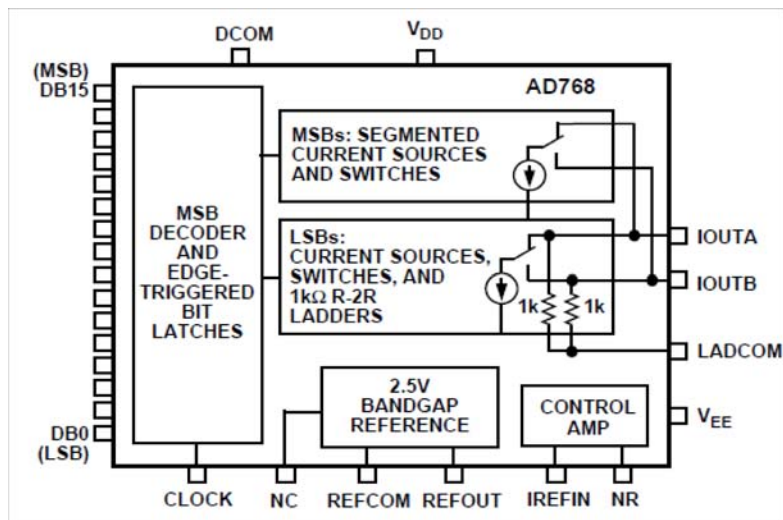 DCOM
V_DD
(MSB)
DB15
AD768
MSB
DECODER
AND
EDGE-
TRIGGERED
BIT
LATCHES
MSBs: SEGMENTED
CURRENT SOURCES
AND SWITCHES
LSBs:
CURRENT SOURCES,
SWITCHES, AND
1kΩ R-2R
LADDERS
1k
1k
IOUTA
IOUTB
LADCOM
2.5V
BANDGAP
REFERENCE
CONTROL
AMP
V_EE
DB0
(LSB)
CLOCK
NC
REFCOM
REFOUT
IREFIN
NR